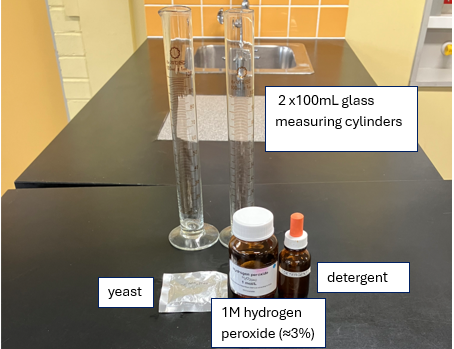 2 x100mL glass
measuring cylinders
yeast
Hydrogen peroxide
detergent
1M hydrogen
peroxide (≈3%)